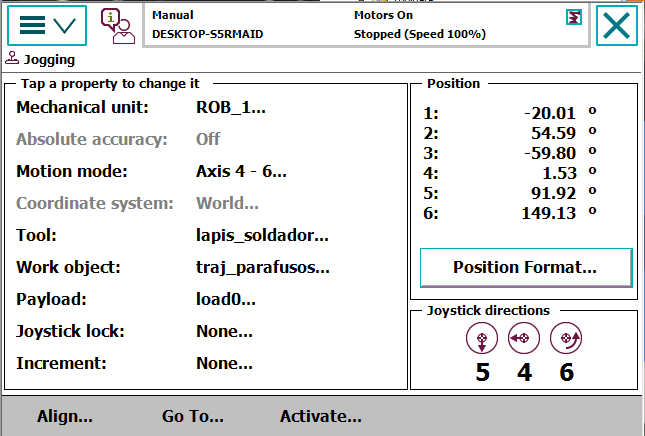 Manual
DESKTOP-S5RMAID
Motors On
Stopped (Speed 100%)
Jogging
Tap a property to change it
Mechanical unit: ROB_1...
Absolute accuracy: Off
Motion mode: Axis 4 - 6...
Coordinate system: World...
Tool: lapis_soldador...
Work object: traj_parafusos...
Payload: load0...
Joystick lock: None...
Increment: None...
Position
1: -20.01 º
2: 54.59 º
3: -59.80 º
4: 1.53 º
5: 91.92 º
6: 149.13 º
Position Format...
Joystick directions
5 4 6
Align... Go To... Activate...